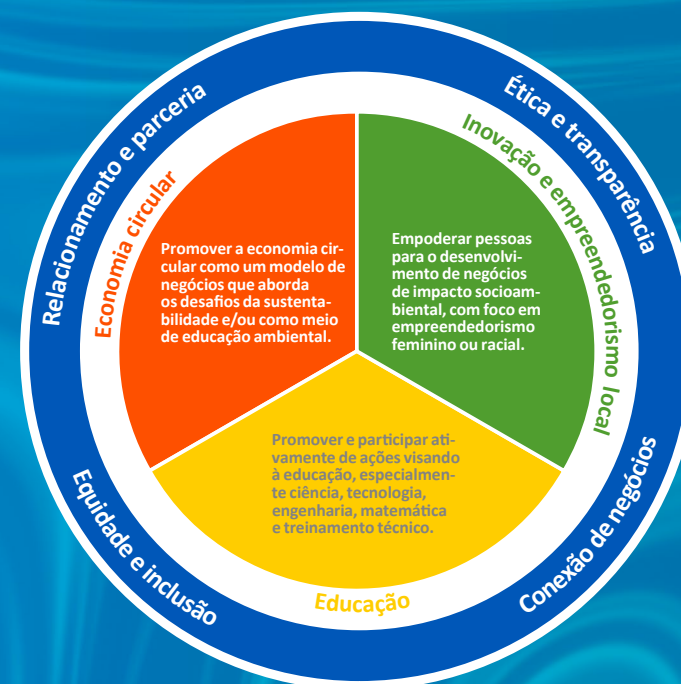 Relacionamento e parceria
Ética e transparência
Economia circular
Inovação e empreendedorismo local
Promover a economia cir-
cular como um modelo de
negócios que aborda
os desafios da sustenta-
bilidade e/ou como meio
de educação ambiental.
Empoderar pessoas
para o desenvolvi-
mento de negócios
de impacto socioam-
biental, com foco em
empreendedorismo
feminino ou racial.
Promover e participar ati-
vamente de ações visando
à educação, especialmen-
te ciência, tecnologia,
engenharia, matemática
e treinamento técnico.
Educação
Equidade e inclusão
Conexão de negócios